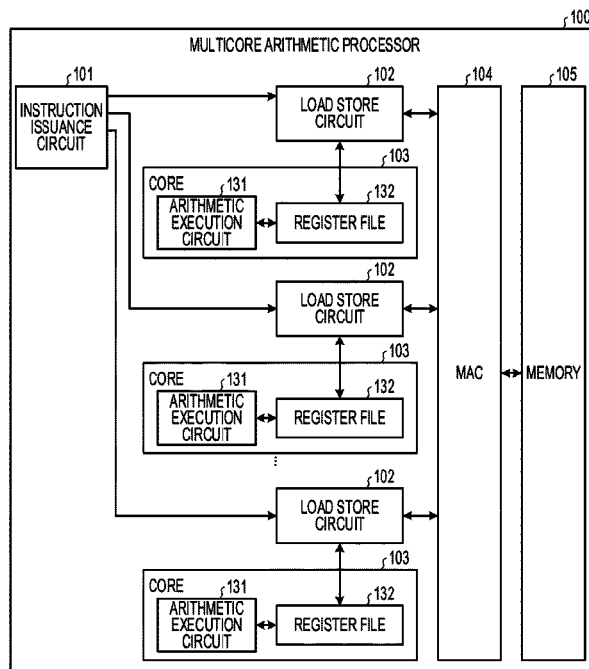 100
MULTICORE ARITHMETIC PROCESSOR
101
INSTRUCTION
ISSUANCE
CIRCUIT
102
LOAD STORE
CIRCUIT
104
MAC
105
MEMORY
103
CORE
131
ARITHMETIC
EXECUTION
CIRCUIT
132
REGISTER FILE
102
LOAD STORE
CIRCUIT
103
CORE
131
ARITHMETIC
EXECUTION
CIRCUIT
132
REGISTER FILE
102
LOAD STORE
CIRCUIT
103
CORE
131
ARITHMETIC
EXECUTION
CIRCUIT
132
REGISTER FILE